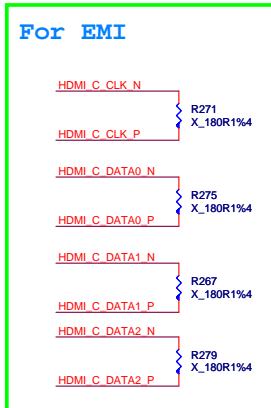 For EMI
HDMI_C_CLK_N
R271
X_180R1%4
HDMI_C_CLK_P
HDMI_C_DATA0_N
R275
X_180R1%4
HDMI_C_DATA0_P
HDMI_C_DATA1_N
R267
X_180R1%4
HDMI_C_DATA1_P
HDMI_C_DATA2_N
R279
X_180R1%4
HDMI_C_DATA2_P